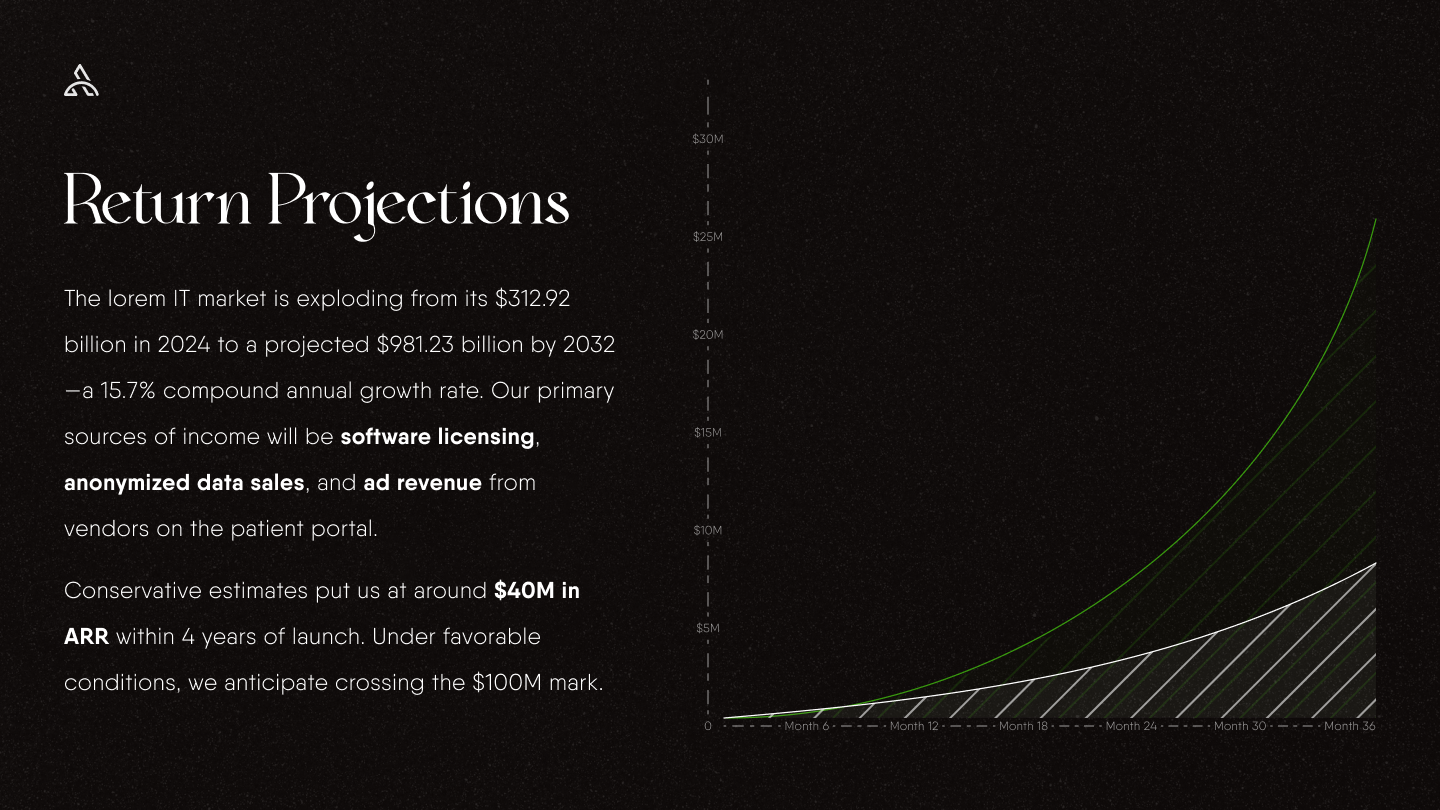 Return Projections
The lorem IT market is exploding from its $312.92
billion in 2024 to a projected $981.23 billion by 2032
—a 15.7% compound annual growth rate. Our primary
sources of income will be software licensing,
anonymized data sales, and ad revenue from
vendors on the patient portal.
Conservative estimates put us at around $40M in
ARR within 4 years of launch. Under favorable
conditions, we anticipate crossing the $100M mark.
$30M
$25M
$20M
$15M
$10M
$5M
0 Month 6 Month 12 Month 18 Month 24 Month 30 Month 36